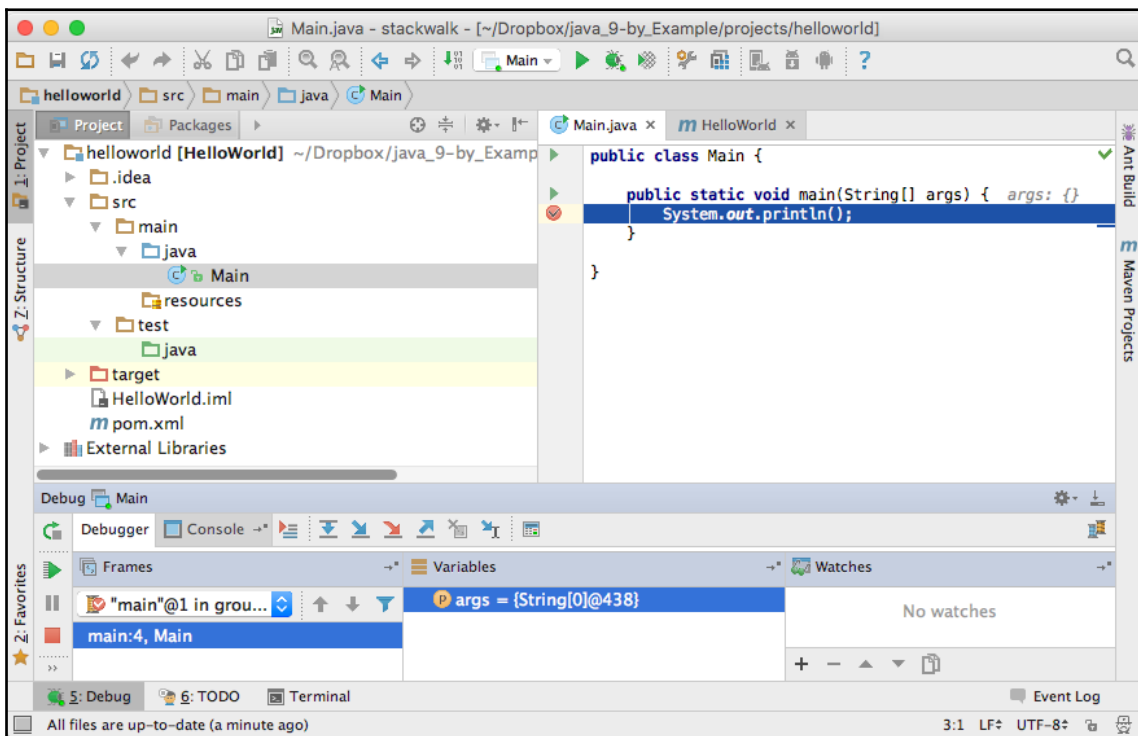 Main.java - stackwalk - [~/Dropbox/java_9-by_Example/projects/helloworld]
Main
helloworld src main java Main
Project Packages
helloworld [HelloWorld] ~/Dropbox/java_9-by_Examp
.idea
src
main
java
Main
resources
test
java
target
HelloWorld.iml
pom.xml
External Libraries
1: Project
Z: Structure
2: Favorites
Main.java × HelloWorld ×
public class Main {
public static void main(String[] args) { args: {}
System.out.println();
}
}
Ant Build
Maven Projects
Debug Main
Debugger Console
Frames
"main"@1 in grou...
main:4, Main
Variables
args = {String[0]@438}
Watches
No watches
5: Debug 6: TODO Terminal Event Log
All files are up-to-date (a minute ago) 3:1 LF UTF-8